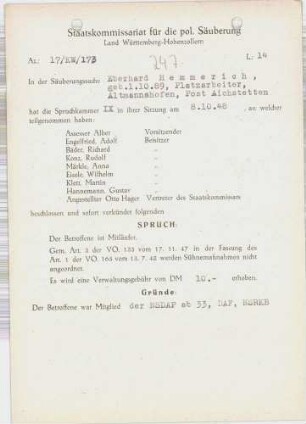 Staatskommissariat für die pol. Säuberung
Land Württemberg-Hohenzollern
Az.: 17/KW/173
L: 14
247
In der Säuberungssache: Eberhard Hemmerich,
geb.1.10.89, Platzarbeiter,
Altmannshofen, Post Aichstetten
hat die Spruchkammer IX in ihrer Sitzung am 8.10.48 , an welcher
teilgenommen haben:
Assessor Alber Vorsitzender
Engelfried, Adolf Beisitzer
Bader, Richard „
Konz, Rudolf „
Märkle, Anna „
Eisele, Wilhelm „
Klett, Martin „
Hannemann, Gustav „
Angestellter Otto Hager Vertreter des Staatskommissars
beschlossen und sofort verkündet folgenden
SPRUCH:
Der Betroffene ist Mitläufer.
Gem. Art. 2 der VO. 133 vom 17. 11. 47 in der Fassung des
Art. 1 der VO. 165 vom 13. 7. 48 werden Sühnemaßnahmen nicht
angeordnet.
Es wird eine Verwaltungsgebühr von DM 10.- erhoben.
Gründe:
Der Betroffene war Mitglied der NSDAP ab 33, DAF, NSRKB